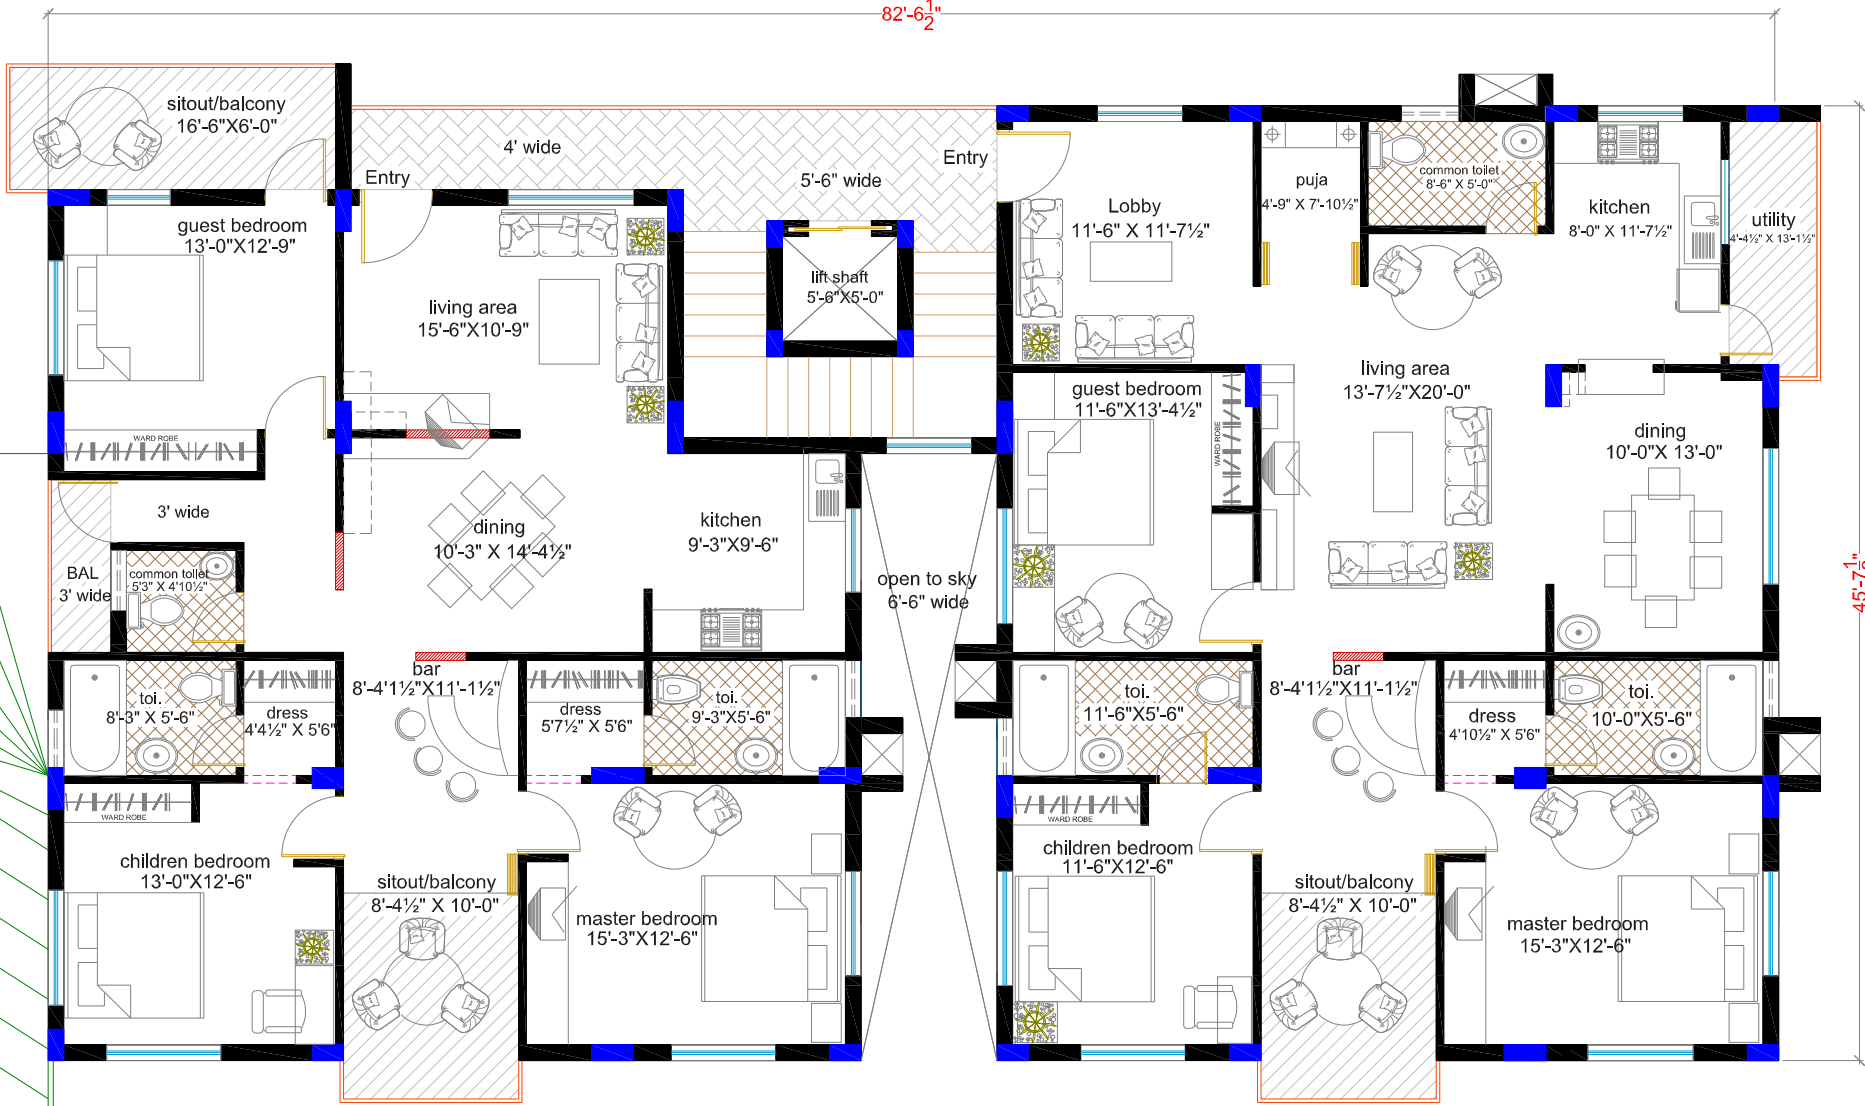 82'-6½"
sitout/balcony
16'-6"X6'-0"
4' wide
Entry
5'-6" wide
Entry
guest bedroom
13'-0"X12'-9"
living area
15'-6"X10'-9"
lift shaft
5'-6"X5'-0"
Lobby
11'-6" X 11'-7½"
puja
4'-9" X 7'-10½"
common toilet
8'-6" X 5'-0"
kitchen
8'-0" X 11'-7½"
utility
4'-4½" X 13'-1½"
living area
13'-7½"X20'-0"
guest bedroom
11'-6"X13'-4½"
WARD ROBE
dining
10'-0"X 13'-0"
WARD ROBE
3' wide
dining
10'-3" X 14'-4½"
kitchen
9'-3"X9'-6"
BAL
3' wide
common toilet
5'3" X 4'10½"
open to sky
6'-6" wide
45'-7½"
toi.
8'-3" X 5'-6"
dress
4'4½" X 5'6"
bar
8'-4'1½"X11'-1½"
dress
5'7½" X 5'6"
toi.
9'-3"X5'-6"
toi.
11'-6"X5'-6"
bar
8'-4'1½"X11'-1½"
dress
4'10½" X 5'6"
toi.
10'-0"X5'-6"
WARD ROBE
children bedroom
13'-0"X12'-6"
sitout/balcony
8'-4½" X 10'-0"
master bedroom
15'-3"X12'-6"
WARD ROBE
children bedroom
11'-6"X12'-6"
sitout/balcony
8'-4½" X 10'-0"
master bedroom
15'-3"X12'-6"